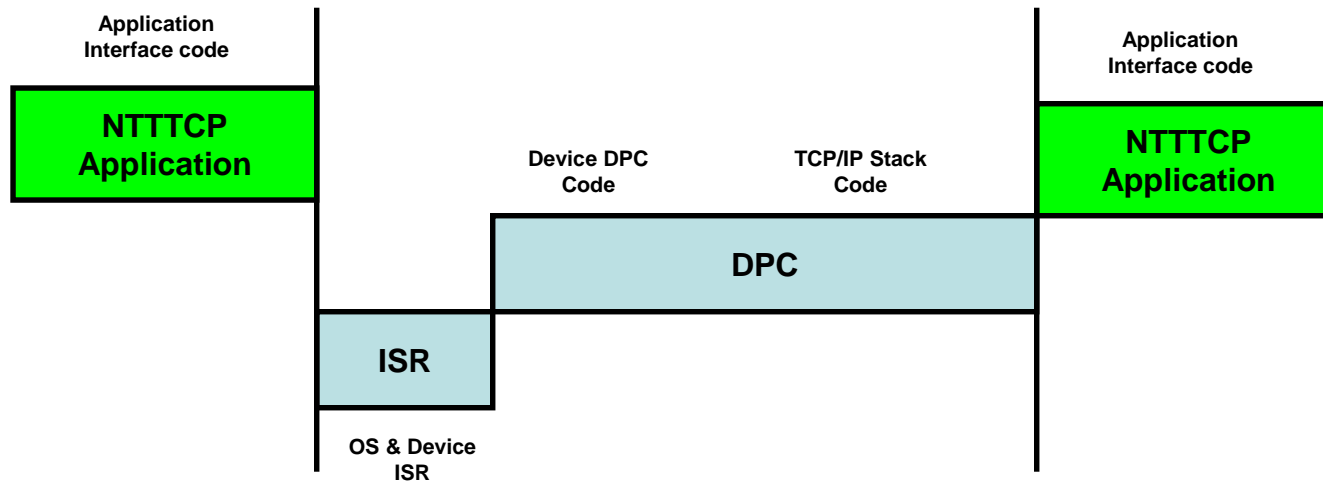 Application
Interface code
NTTTCP
Application
Device DPC
Code
TCP/IP Stack
Code
DPC
ISR
OS & Device
ISR
Application
Interface code
NTTTCP
Application